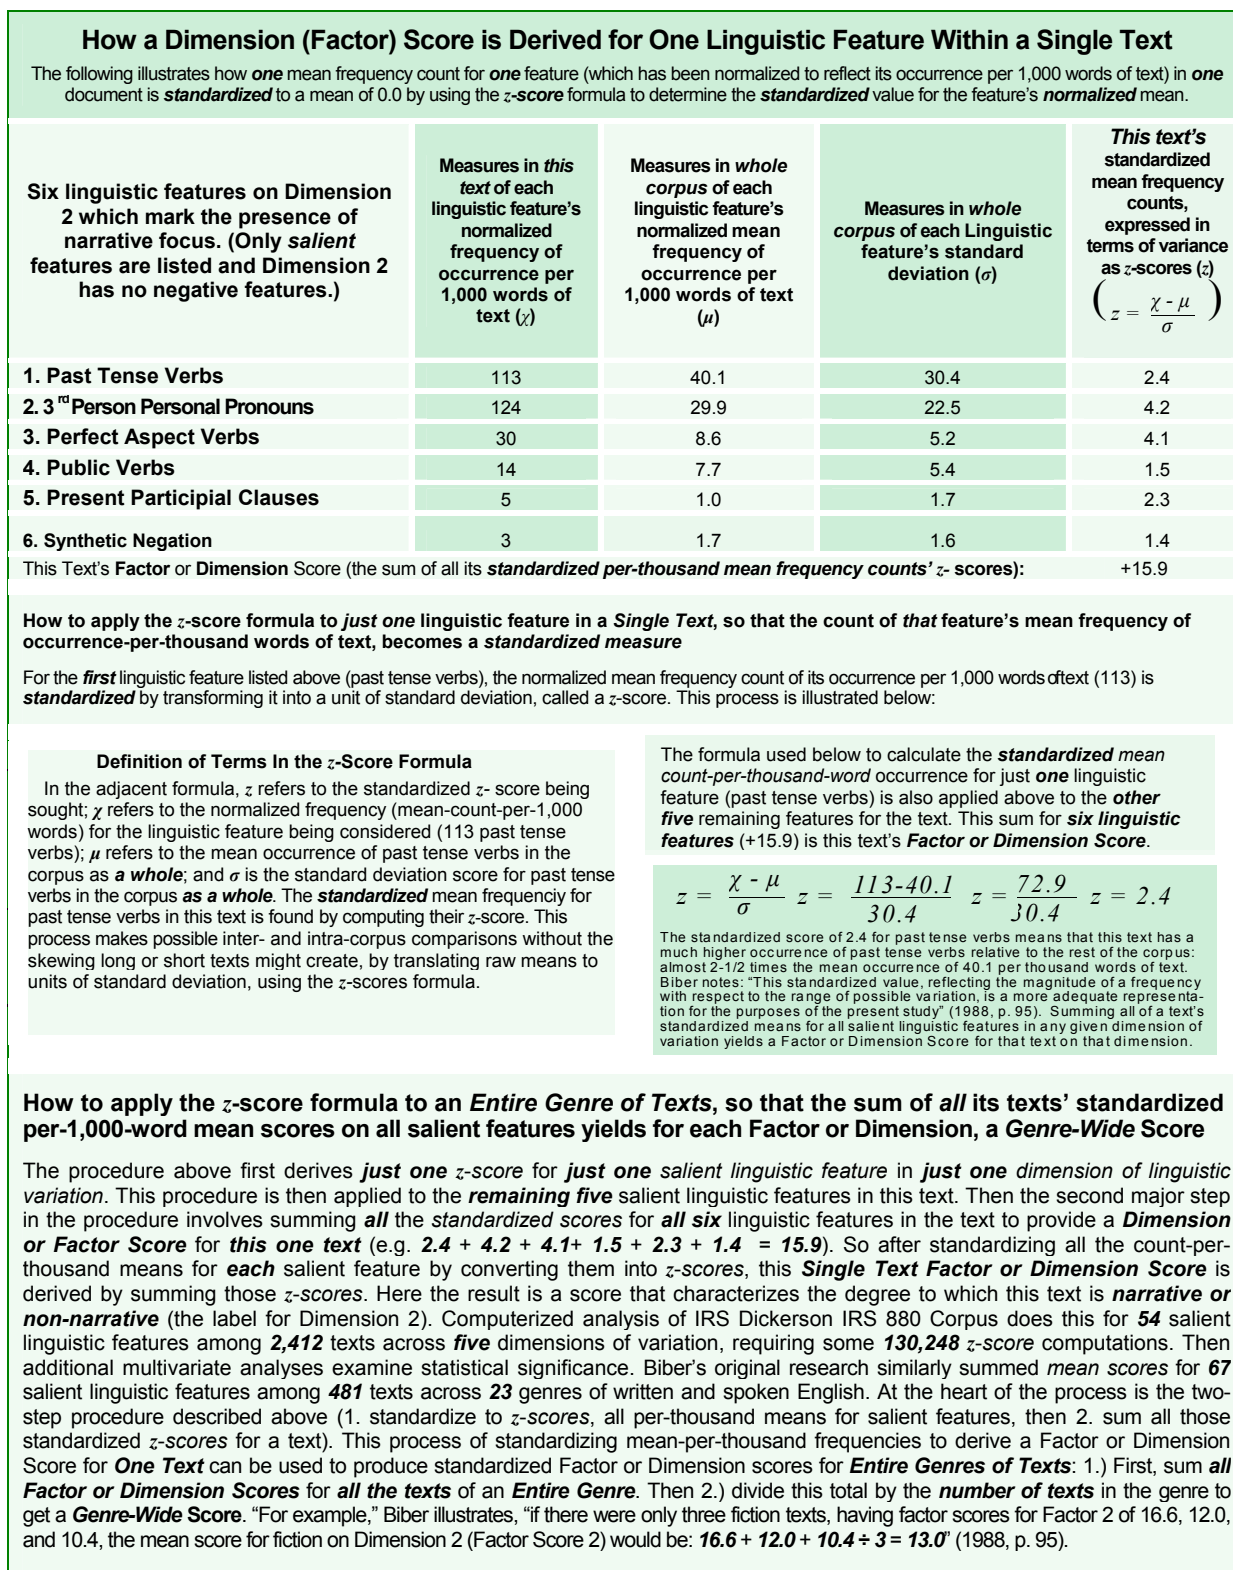 How a Dimension (Factor) Score is Derived for One Linguistic Feature Within a Single Text
The following illustrates how one mean frequency count for one feature (which has been normalized to reflect its occurrence per 1,000 words of text) in one
document is standardized to a mean of 0.0 by using the z-score formula to determine the standardized value for the feature's normalized mean.
Six linguistic features on Dimension
2 which mark the presence of
narrative focus. (Only salient
features are listed and Dimension 2
has no negative features.)
Measures in this
text of each
linguistic feature's
normalized
frequency of
occurrence per
1,000 words of
text (χ)
Measures in whole
corpus of each
linguistic feature's
normalized mean
frequency of
occurrence per
1,000 words of text
(μ)
Measures in whole
corpus of each Linguistic
feature's standard
deviation (σ)
This text's
standardized
mean frequency
counts,
expressed in
terms of variance
as z-scores (z)
( z = χ - μ / σ )
1. Past Tense Verbs 113 40.1 30.4 2.4
2. 3rd Person Personal Pronouns 124 29.9 22.5 4.2
3. Perfect Aspect Verbs 30 8.6 5.2 4.1
4. Public Verbs 14 7.7 5.4 1.5
5. Present Participial Clauses 5 1.0 1.7 2.3
6. Synthetic Negation 3 1.7 1.6 1.4
This Text's Factor or Dimension Score (the sum of all its standardized per-thousand mean frequency counts' z- scores): +15.9
How to apply the z-score formula to just one linguistic feature in a Single Text, so that the count of that feature's mean frequency of
occurrence-per-thousand words of text, becomes a standardized measure
For the first linguistic feature listed above (past tense verbs), the normalized mean frequency count of its occurrence per 1,000 words of text (113) is
standardized by transforming it into a unit of standard deviation, called a z-score. This process is illustrated below:
Definition of Terms In the z-Score Formula
In the adjacent formula, z refers to the standardized z- score being
sought; χ refers to the normalized frequency (mean-count-per-1,000
words) for the linguistic feature being considered (113 past tense
verbs); μ refers to the mean occurrence of past tense verbs in the
corpus as a whole; and σ is the standard deviation score for past tense
verbs in the corpus as a whole. The standardized mean frequenciy for
past tense verbs in this text is found by computing their z-score. This
process makes possible inter- and intra-corpus comparisons without the
skewing long or short texts might create, by translating raw means to
units of standard deviation, using the z-scores formula.
The formula used below to calculate the standardized mean
count-per-thousand-word occurrence for just one linguistic
feature (past tense verbs) is also applied above to the other
five remaining features for the text. This sum for six linguistic
features (+15.9) is this text's Factor or Dimension Score.
z = χ - μ / σ z = 113-40.1 / 30.4 z = 72.9 / 30.4 z = 2.4
The standardized score of 2.4 for past tense verbs means that this text has a
much higher occurrence of past tense verbs relative to the rest of the corpus:
almost 2-1/2 times the mean occurrence of 40.1 per thousand words of text.
Biber notes: "This standardized value, reflecting the magnitude of a frequency
with respect to the range of possible variation, is a more adequate representa-
tion for the purposes of the present study" (1988, p. 95). Summing all of a text's
standardized means for all salient linguistic features in any given dimension of
variation yields a Factor or Dimension Score for that text on that dimension.
How to apply the z-score formula to an Entire Genre of Texts, so that the sum of all its texts' standardized
per-1,000-word mean scores on all salient features yields for each Factor or Dimension, a Genre-Wide Score
The procedure above first derives just one z-score for just one salient linguistic feature in just one dimension of linguistic
variation. This procedure is then applied to the remaining five salient linguistic features in this text. Then the second major step
in the procedure involves summing all the standardized scores for all six linguistic features in the text to provide a Dimension
or Factor Score for this one text (e.g. 2.4 + 4.2 + 4.1+ 1.5 + 2.3 + 1.4 = 15.9). So after standardizing all the count-per-
thousand means for each salient feature by converting them into z-scores, this Single Text Factor or Dimension Score is
derived by summing those z-scores. Here the result is a score that characterizes the degree to which this text is narrative or
non-narrative (the label for Dimension 2). Computerized analysis of IRS Dickerson IRS 880 Corpus does this for 54 salient
linguistic features among 2,412 texts across five dimensions of variation, requiring some 130,248 z-score computations. Then
additional multivariate analyses examine statistical significance. Biber's original research similarly summed mean scores for 67
salient linguistic features among 481 texts across 23 genres of written and spoken English. At the heart of the process is the two-
step procedure described above (1. standardize to z-scores, all per-thousand means for salient features, then 2. sum all those
standardized z-scores for a text). This process of standardizing mean-per-thousand frequencies to derive a Factor or Dimension
Score for One Text can be used to produce standardized Factor or Dimension scores for Entire Genres of Texts: 1.) First, sum all
Factor or Dimension Scores for all the texts of an Entire Genre. Then 2.) divide this total by the number of texts in the genre to
get a Genre-Wide Score. "For example," Biber illustrates, "if there were only three fiction texts, having factor scores for Factor 2 of 16.6, 12.0,
and 10.4, the mean score for fiction on Dimension 2 (Factor Score 2) would be: 16.6 + 12.0 + 10.4 ÷ 3 = 13.0" (1988, p. 95).